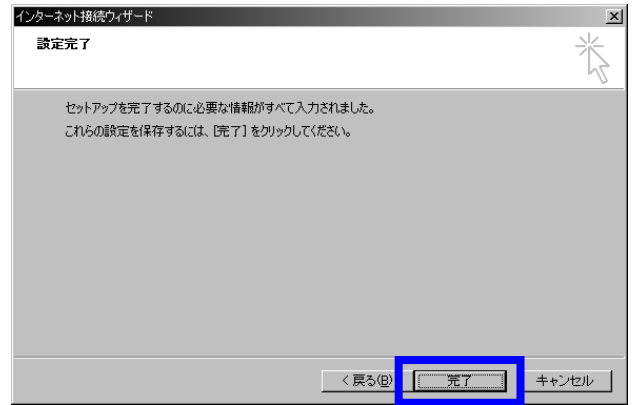 インターネット接続ウィザード
設定完了
セットアップを完了するのに必要な情報がすべて入力されました。
これらの設定を保存するには、[完了] をクリックしてください。
< 戻る(B)
完了
キャンセル